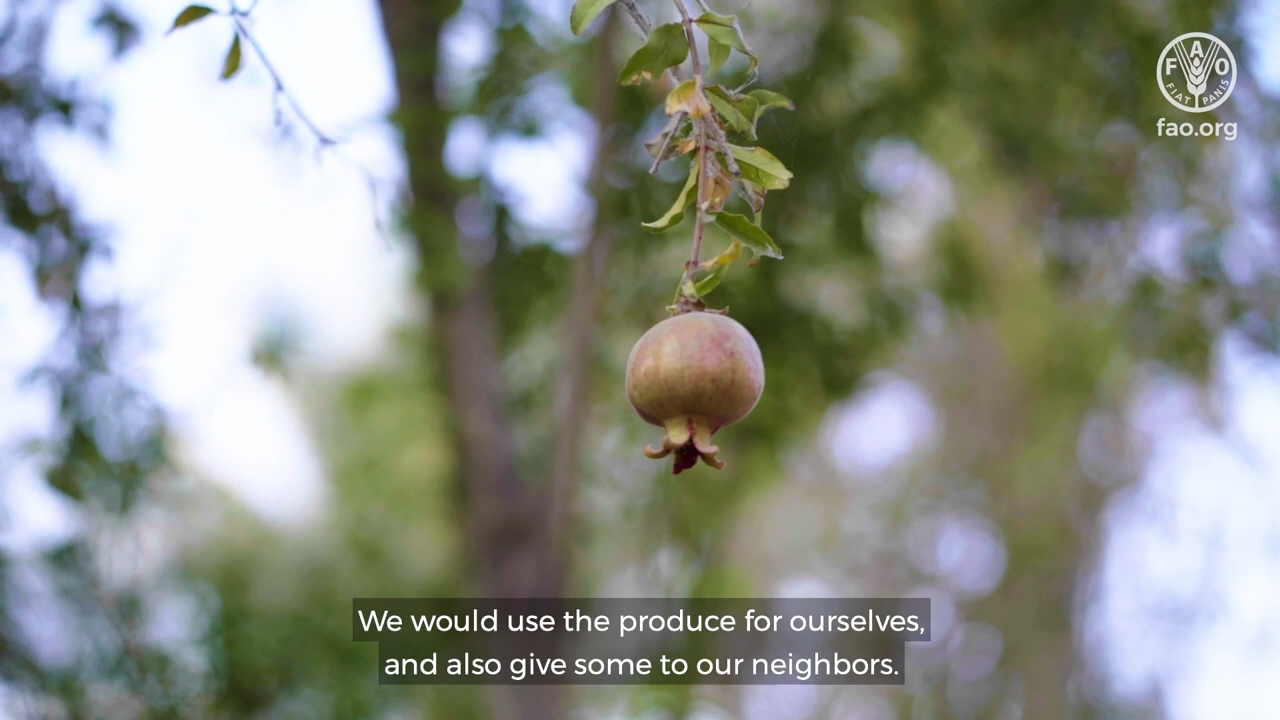 F A O
FIAT PANIS
fao.org
We would use the produce for ourselves,
and also give some to our neighbors.